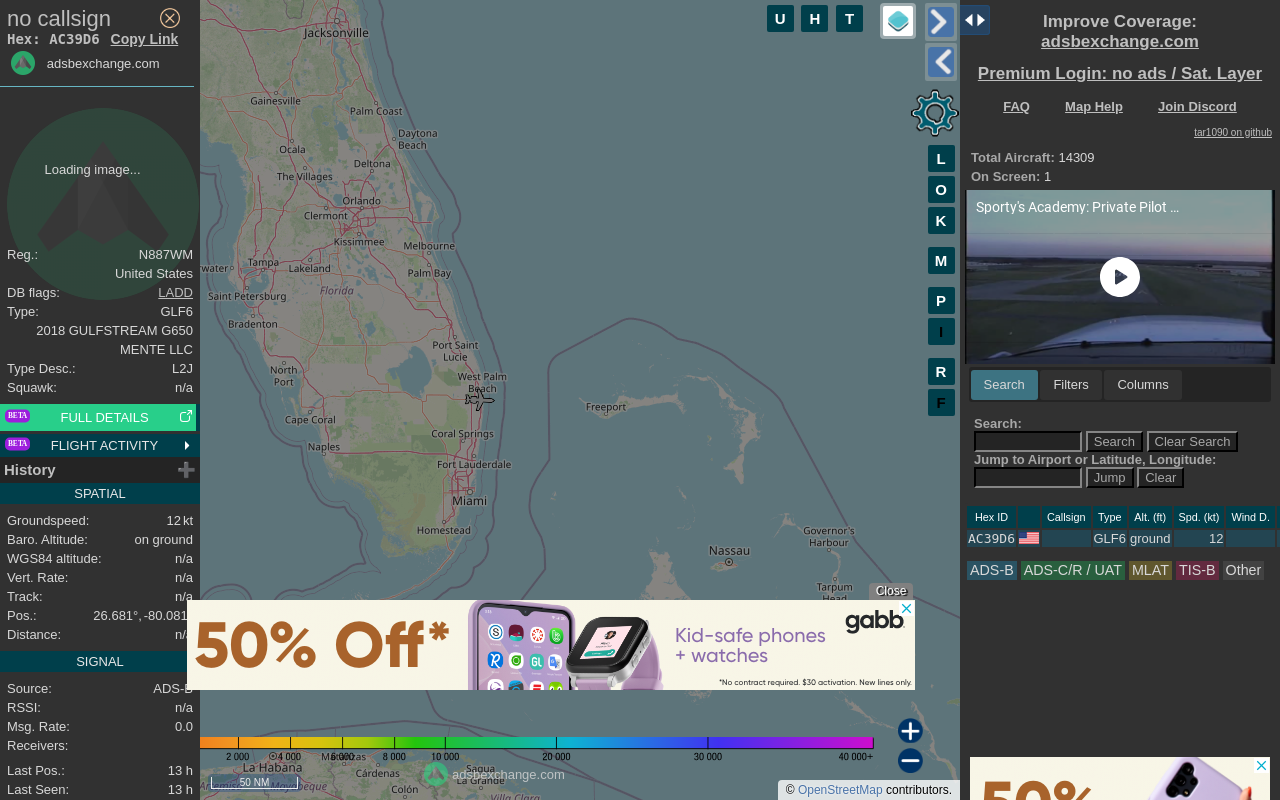 no callsign
Hex: AC39D6 Copy Link
adsbexchange.com
Loading image...
Reg.: N887WM
United States
DB flags: LADD
Type: GLF6
2018 GULFSTREAM G650
MENTE LLC
Type Desc.: L2J
Squawk: n/a
BETA FULL DETAILS
BETA FLIGHT ACTIVITY
History
SPATIAL
Groundspeed: 12 kt
Baro. Altitude: on ground
WGS84 altitude: n/a
Vert. Rate: n/a
Track: n/a
Pos.: 26.681°, -80.081°
Distance: n/a
SIGNAL
Source: ADS-B
RSSI: n/a
Msg. Rate: 0.0
Receivers:
Last Pos.: 13 h
Last Seen: 13 h
Jacksonville
Gainesville
Palm Coast
Daytona
Beach
Ocala
Deltona
The Villages
Orlando
Clermont
Kissimmee
Melbourne
Tampa
rwater
Lakeland
Palm Bay
Florida
Saint Petersburg
Bradenton
Port Saint
Lucie
North
Port
West Palm
Beach
Freeport
Cape Coral
Coral Springs
Naples
Fort Lauderdale
Miami
Homestead
Governor's
Harbour
Nassau
Tarpum
Head
U H T
L
O
K
M
P
I
R
F
Close
50% Off*
Kid-safe phones
+ watches
gabb
*No contract required. $30 activation. New lines only.
2 000 4 000 6 000 8 000 10 000 20 000 30 000 40 000+
La Habana
Matanzas
Cárdenas
Sagua
La Grande
Colón
Villa Clara
Artemisa
Mayabeque
50 NM
adsbexchange.com
© OpenStreetMap contributors.
Improve Coverage:
adsbexchange.com
Premium Login: no ads / Sat. Layer
FAQ Map Help Join Discord
tar1090 on github
Total Aircraft: 14309
On Screen: 1
Sporty's Academy: Private Pilot ...
Search Filters Columns
Search:
Search Clear Search
Jump to Airport or Latitude, Longitude:
Jump Clear
Hex ID Callsign Type Alt. (ft) Spd. (kt) Wind D.
AC39D6 GLF6 ground 12
ADS-B ADS-C/R / UAT MLAT TIS-B Other
50%